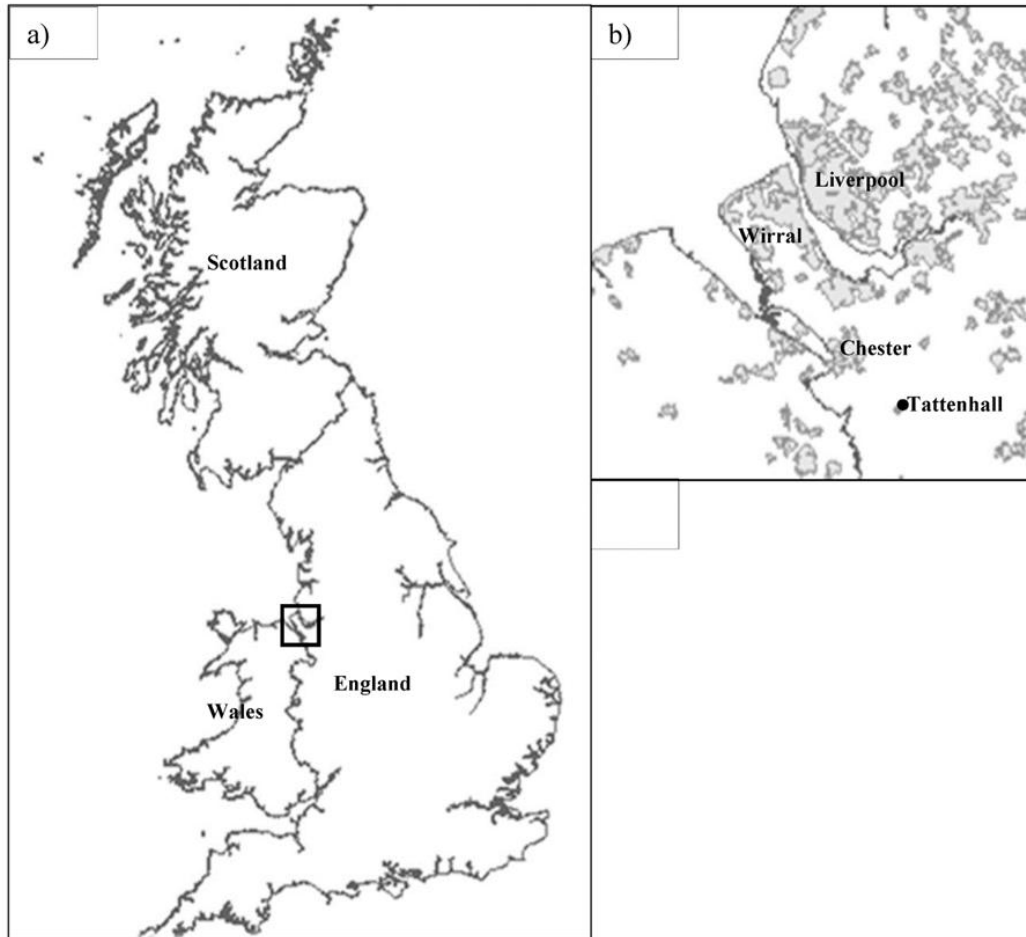 a)
Scotland
England
Wales
b)
Liverpool
Wirral
Chester
Tattenhall